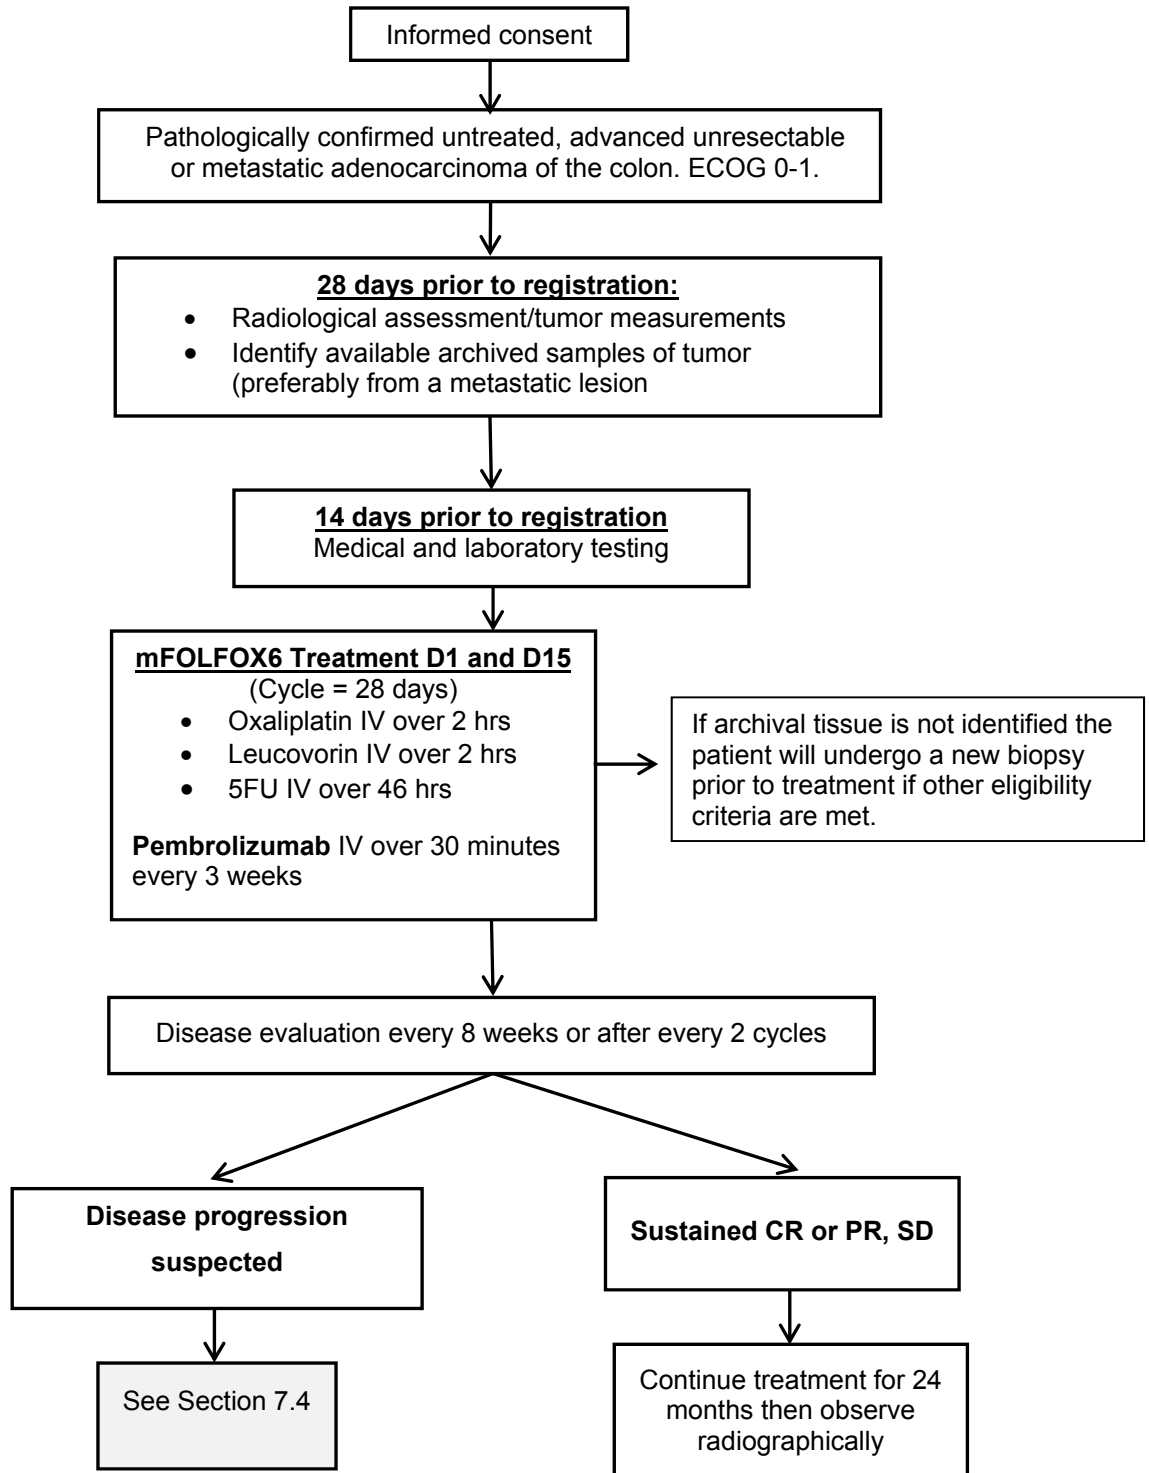 Informed consent
Pathologically confirmed untreated, advanced unresectable
or metastatic adenocarcinoma of the colon. ECOG 0-1.
28 days prior to registration:
• Radiological assessment/tumor measurements
• Identify available archived samples of tumor
(preferably from a metastatic lesion
14 days prior to registration
Medical and laboratory testing
mFOLFOX6 Treatment D1 and D15
(Cycle = 28 days)
• Oxaliplatin IV over 2 hrs
• Leucovorin IV over 2 hrs
• 5FU IV over 46 hrs
Pembrolizumab IV over 30 minutes
every 3 weeks
If archival tissue is not identified the
patient will undergo a new biopsy
prior to treatment if other eligibility
criteria are met.
Disease evaluation every 8 weeks or after every 2 cycles
Disease progression
suspected
Sustained CR or PR, SD
See Section 7.4
Continue treatment for 24
months then observe
radiographically